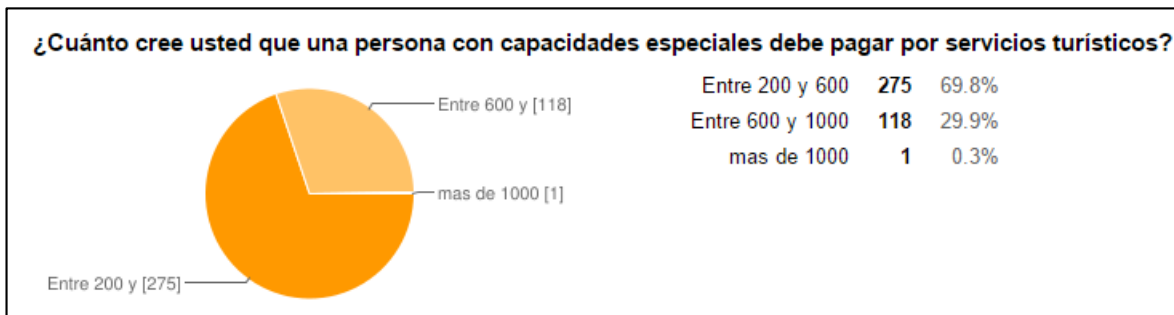 ¿Cuánto cree usted que una persona con capacidades especiales debe pagar por servicios turísticos?
Entre 600 y [118]
mas de 1000 [1]
Entre 200 y [275]
Entre 200 y 600 275 69.8%
Entre 600 y 1000 118 29.9%
mas de 1000 1 0.3%